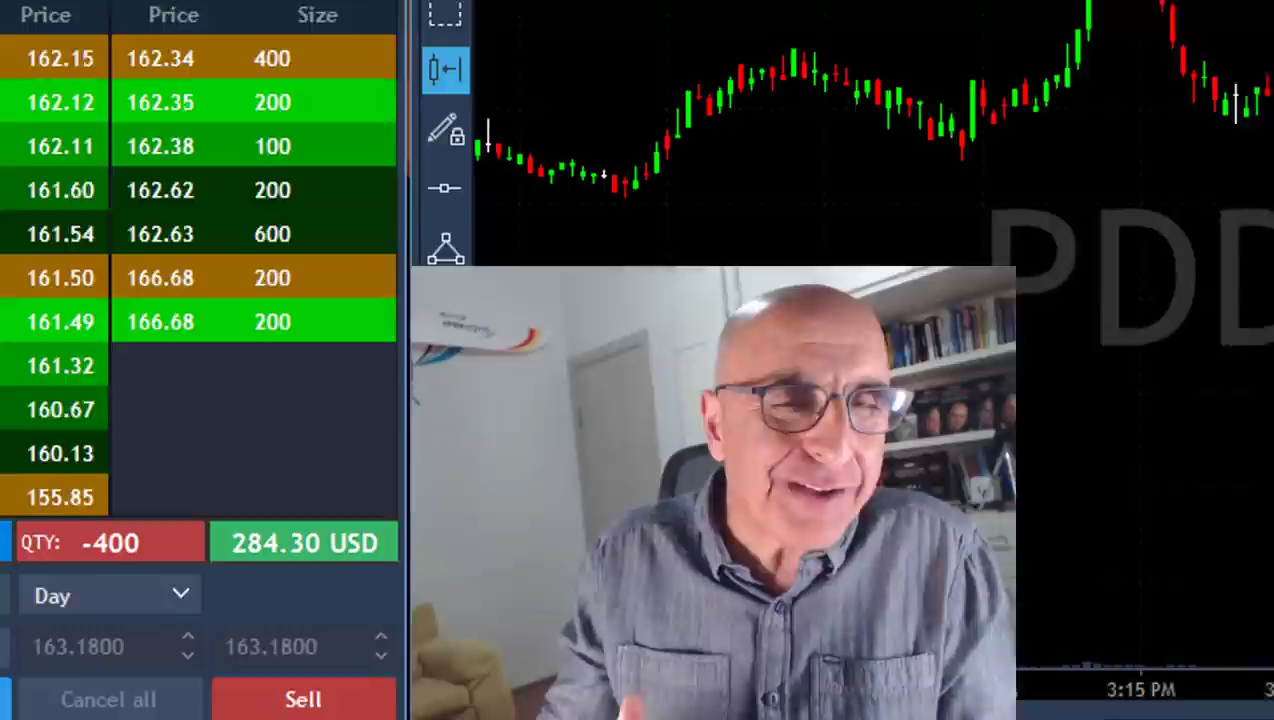 Price Price Size
162.15 162.34 400
162.12 162.35 200
162.11 162.38 100
161.60 162.62 200
161.54 162.63 600
161.50 166.68 200
161.49 166.68 200
161.32
160.67
160.13
155.85
QTY: -400 284.30 USD
Day
163.1800 163.1800
Cancel all Sell
PDD
3:15 PM